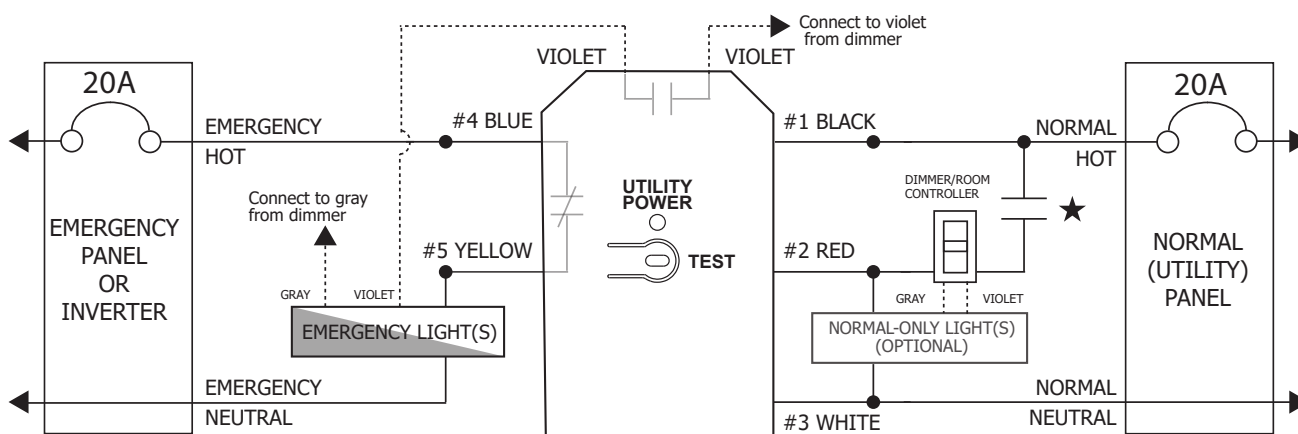 Connect to violet
from dimmer
VIOLET
VIOLET
20A
20A
EMERGENCY
HOT
#4 BLUE
#1 BLACK
NORMAL
HOT
Connect to gray
from dimmer
UTILITY
POWER
DIMMER/ROOM
CONTROLLER
EMERGENCY
PANEL
OR
INVERTER
#5 YELLOW
TEST
#2 RED
NORMAL
(UTILITY)
PANEL
GRAY
VIOLET
GRAY
VIOLET
EMERGENCY LIGHT(S)
NORMAL-ONLY LIGHT(S)
(OPTIONAL)
EMERGENCY
NEUTRAL
#3 WHITE
NORMAL
NEUTRAL